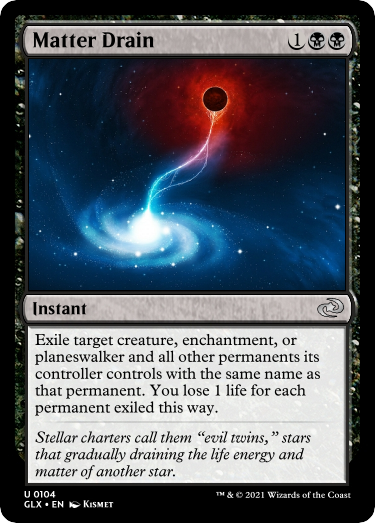 Matter Drain 1
Instant
Exile target creature, enchantment, or
planeswalker and all other permanents its
controller controls with the same name as
that permanent. You lose 1 life for each
permanent exiled this way.
Stellar charters call them “evil twins,” stars
that gradually draining the life energy and
matter of another star.
U 0104
GLX • EN Kismet ™ & © 2021 Wizards of the Coast